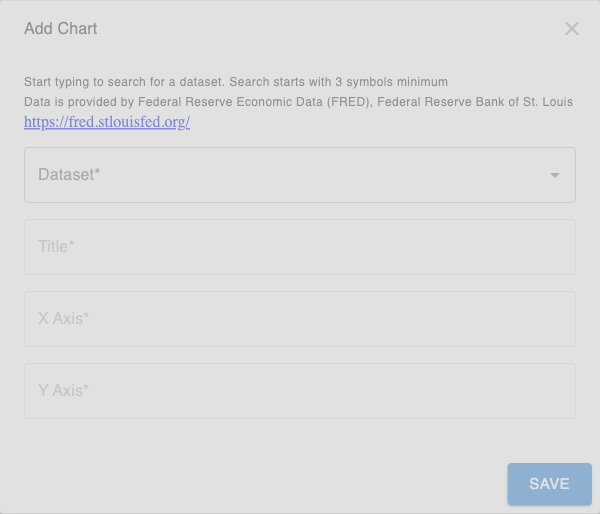 Add Chart
Start typing to search for a dataset. Search starts with 3 symbols minimum
Data is provided by Federal Reserve Economic Data (FRED), Federal Reserve Bank of St. Louis
https://fred.stlouisfed.org/
Dataset*
Title*
X Axis*
Y Axis*
SAVE